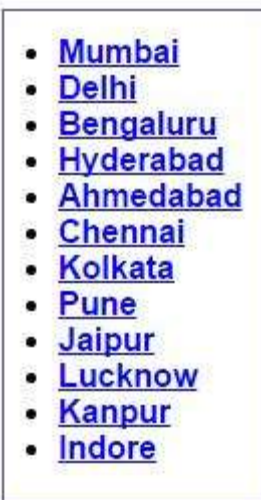 Mumbai
Delhi
Bengaluru
Hyderabad
Ahmedabad
Chennai
Kolkata
Pune
Jaipur
Lucknow
Kanpur
Indore